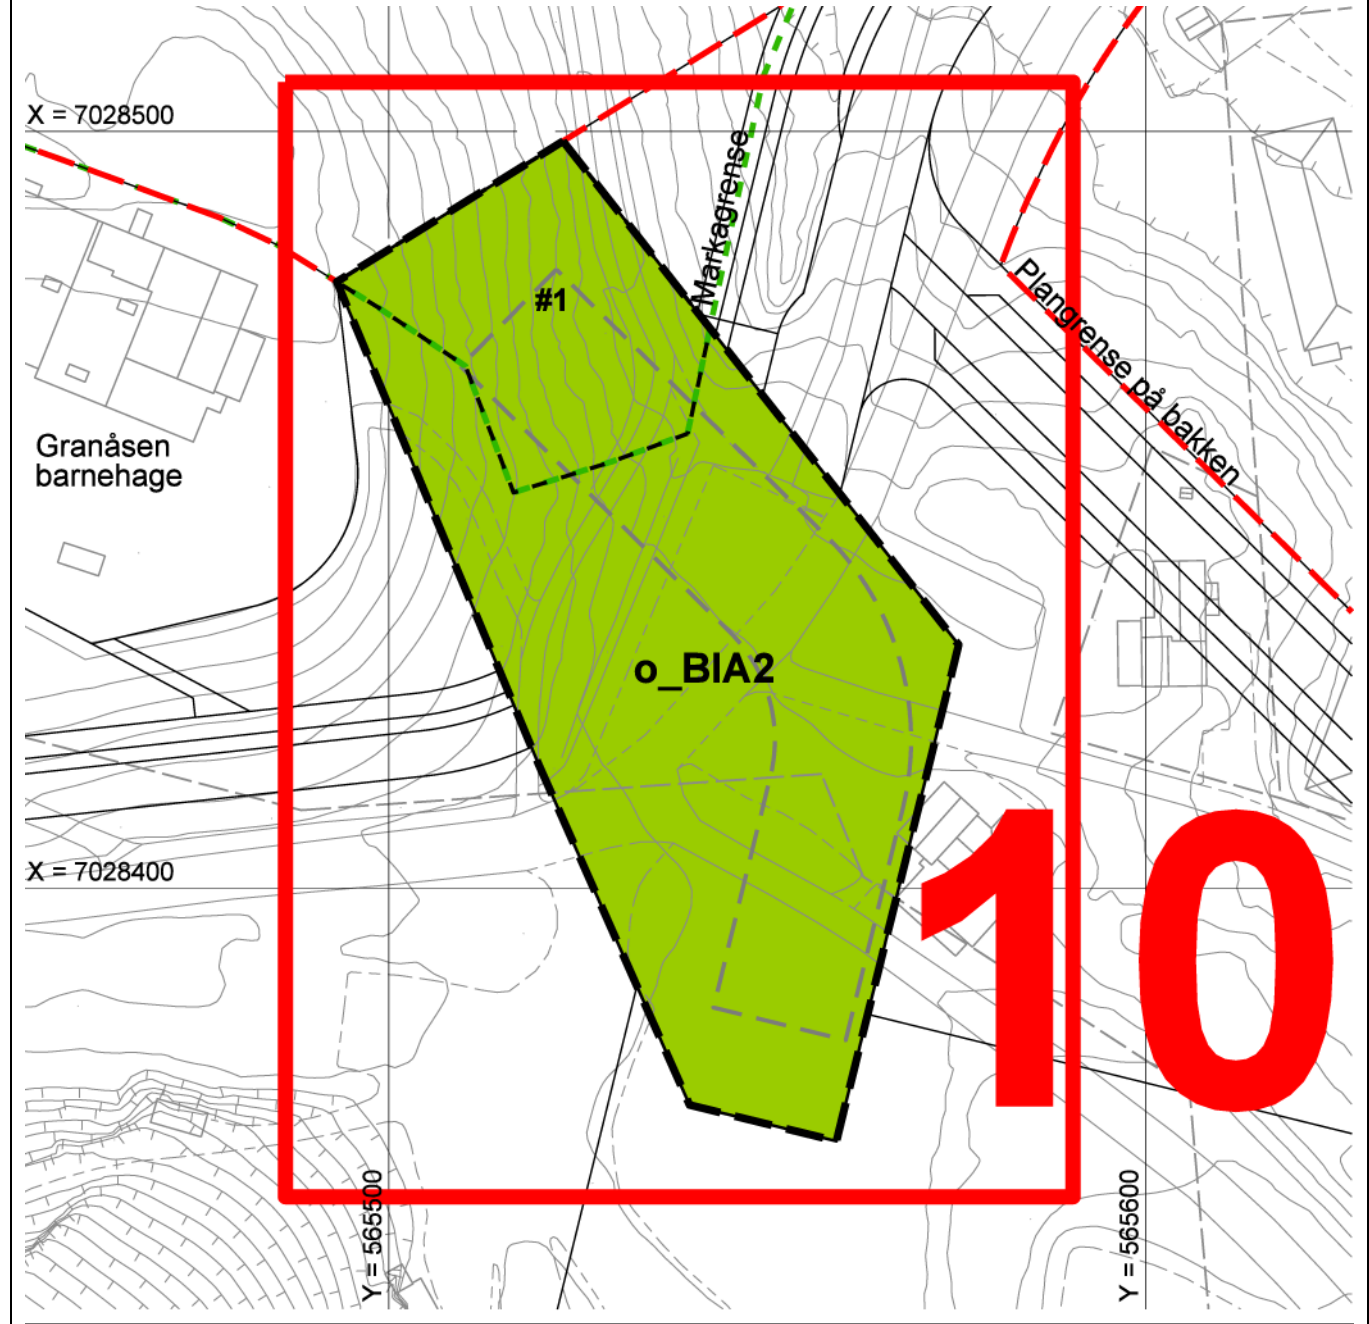 X = 7028500
Markagrense
#1
Plangrense på bakken
Granåsen
barnehage
o_BIA2
X = 7028400
10
Y = 565500
Y = 565600